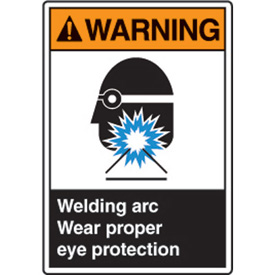 WARNING
Welding arc
Wear proper
eye protection